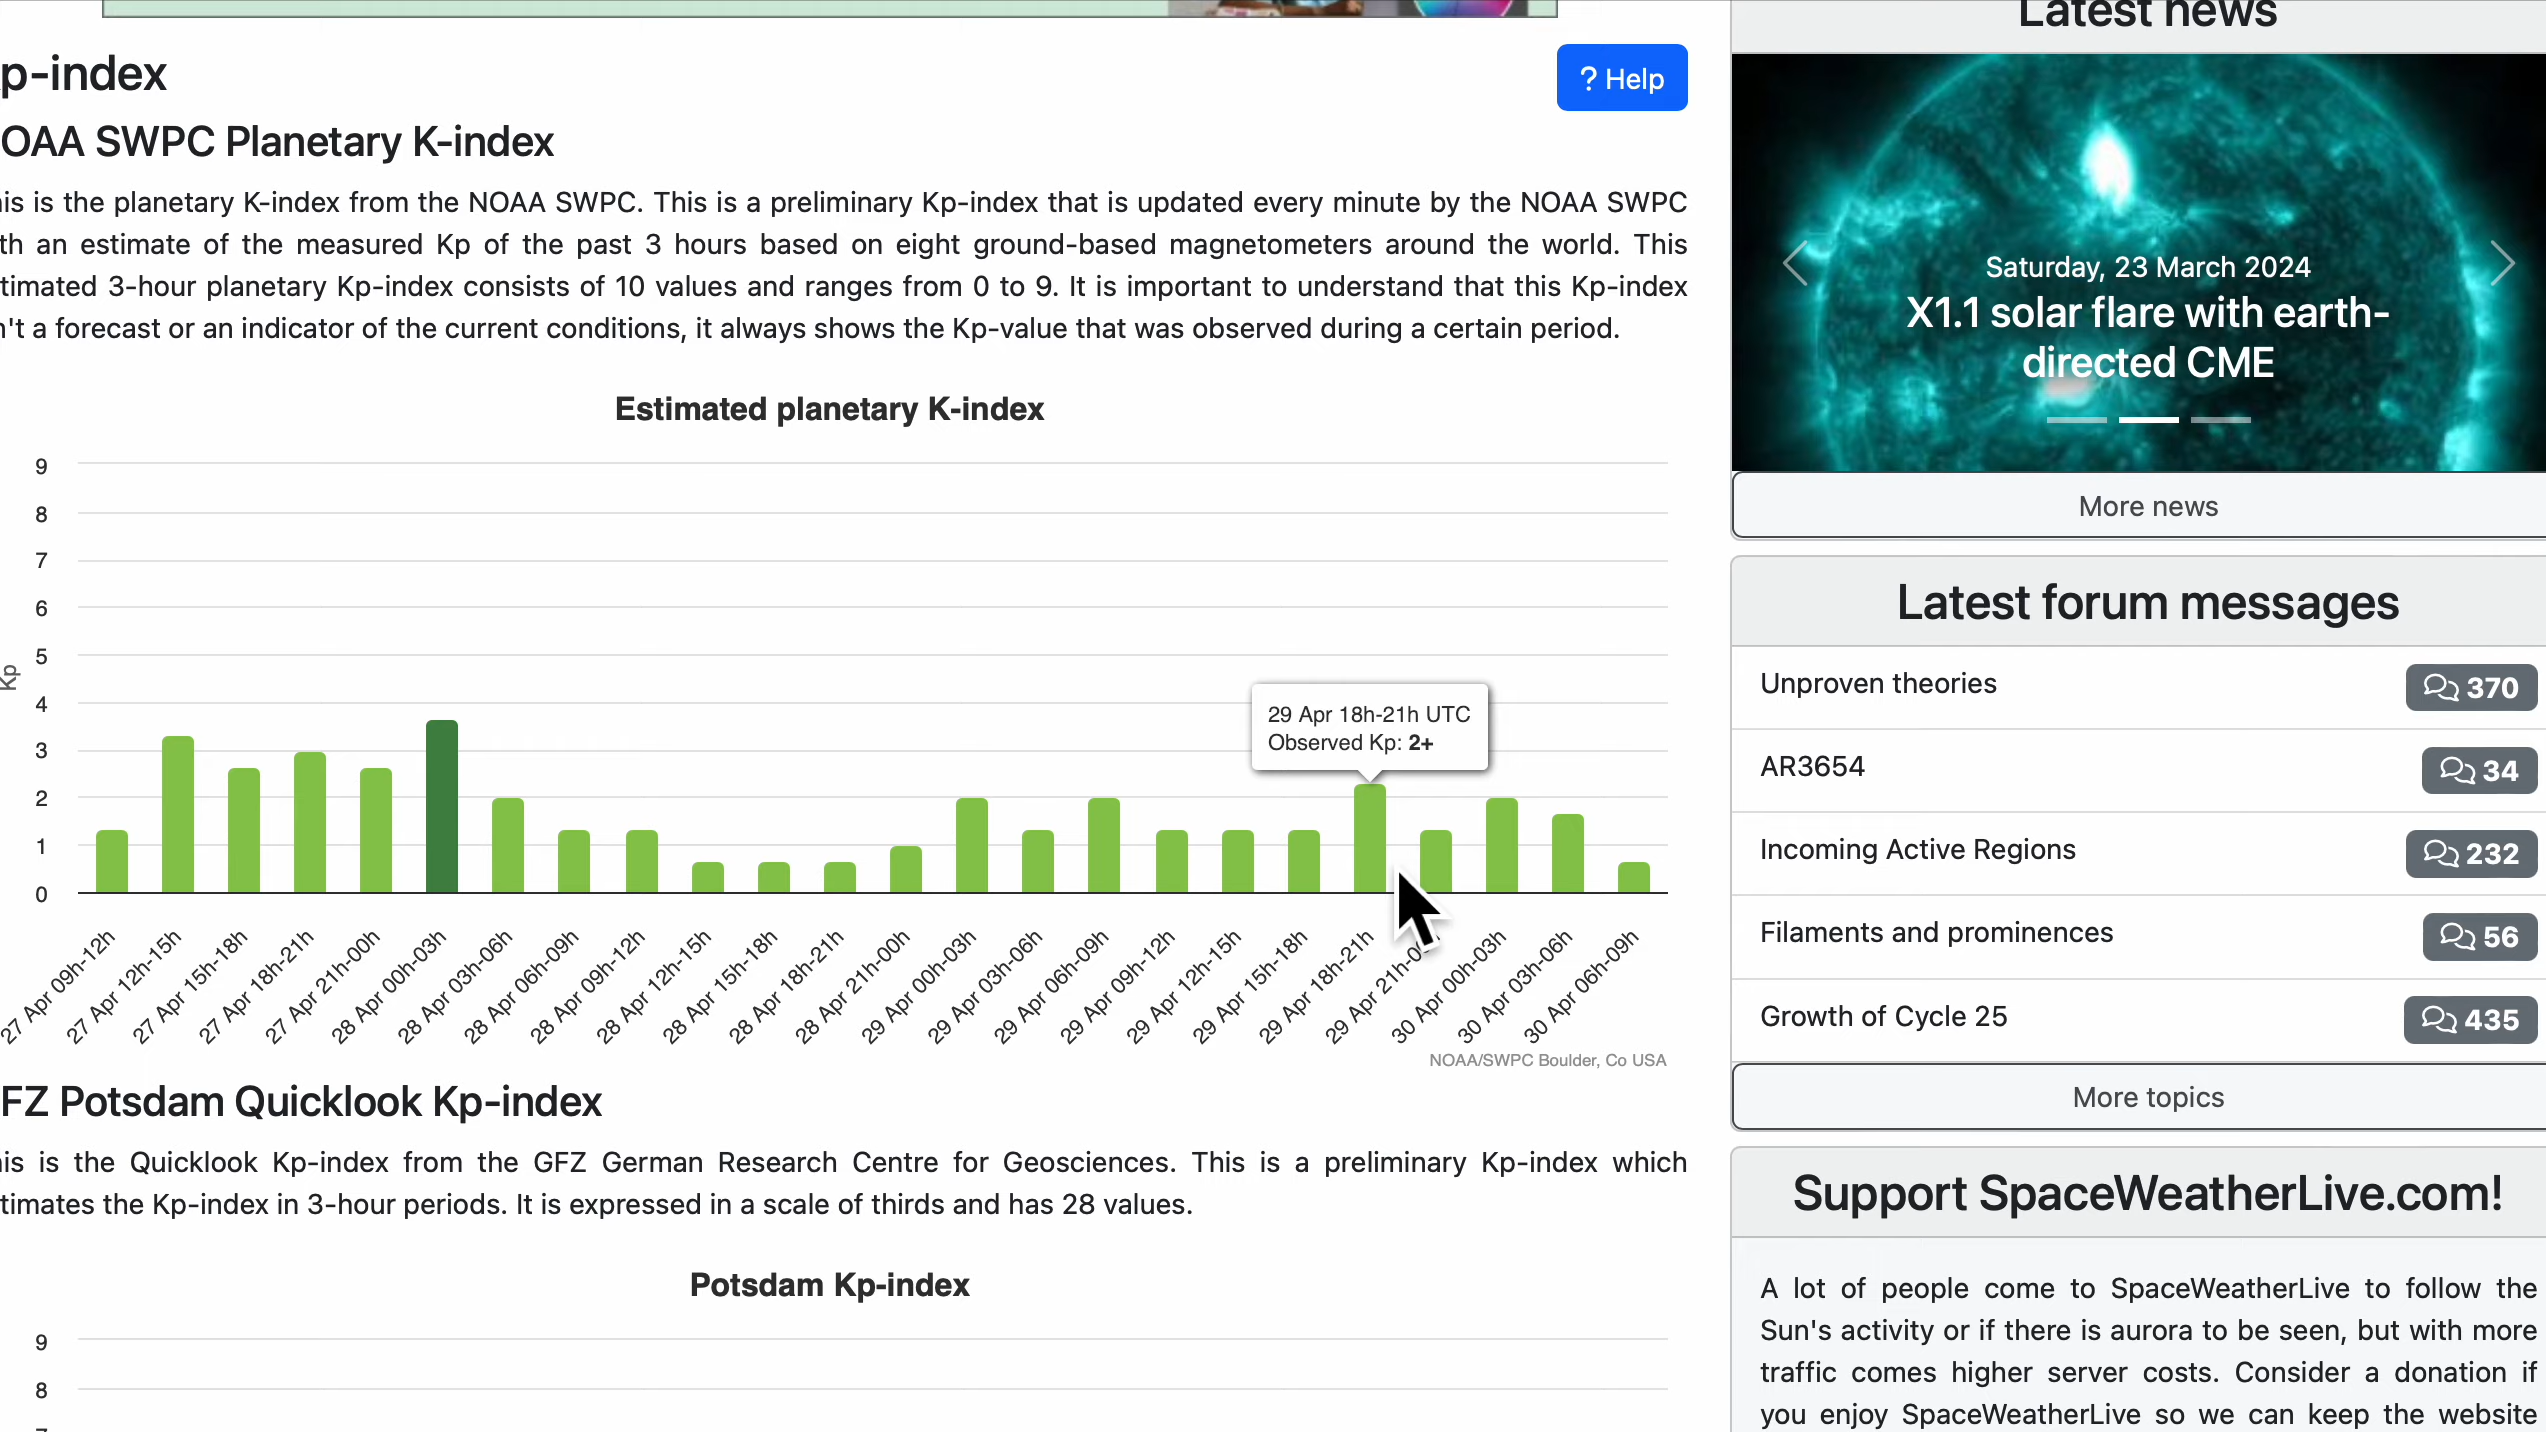 p-index
? Help
OAA SWPC Planetary K-index
is is the planetary K-index from the NOAA SWPC. This is a preliminary Kp-index that is updated every minute by the NOAA SWPC
th an estimate of the measured Kp of the past 3 hours based on eight ground-based magnetometers around the world. This
timated 3-hour planetary Kp-index consists of 10 values and ranges from 0 to 9. It is important to understand that this Kp-index
n't a forecast or an indicator of the current conditions, it always shows the Kp-value that was observed during a certain period.
Estimated planetary K-index
9
8
7
6
5
4
3
2
1
0
Kp
29 Apr 18h-21h UTC
Observed Kp: 2+
27 Apr 09h-12h
27 Apr 12h-15h
27 Apr 15h-18h
27 Apr 18h-21h
27 Apr 21h-00h
28 Apr 00h-03h
28 Apr 03h-06h
28 Apr 06h-09h
28 Apr 09h-12h
28 Apr 12h-15h
28 Apr 15h-18h
28 Apr 18h-21h
28 Apr 21h-00h
29 Apr 00h-03h
29 Apr 03h-06h
29 Apr 06h-09h
29 Apr 09h-12h
29 Apr 12h-15h
29 Apr 15h-18h
29 Apr 18h-21h
29 Apr 21h-0
30 Apr 00h-03h
30 Apr 03h-06h
30 Apr 06h-09h
NOAA/SWPC Boulder, Co USA
FZ Potsdam Quicklook Kp-index
is is the Quicklook Kp-index from the GFZ German Research Centre for Geosciences. This is a preliminary Kp-index which
timates the Kp-index in 3-hour periods. It is expressed in a scale of thirds and has 28 values.
Potsdam Kp-index
9
8
Latest news
Saturday, 23 March 2024
X1.1 solar flare with earth-
directed CME
More news
Latest forum messages
Unproven theories 370
AR3654 34
Incoming Active Regions 232
Filaments and prominences 56
Growth of Cycle 25 435
More topics
Support SpaceWeatherLive.com!
A lot of people come to SpaceWeatherLive to follow the
Sun's activity or if there is aurora to be seen, but with more
traffic comes higher server costs. Consider a donation if
you enjoy SpaceWeatherLive so we can keep the website